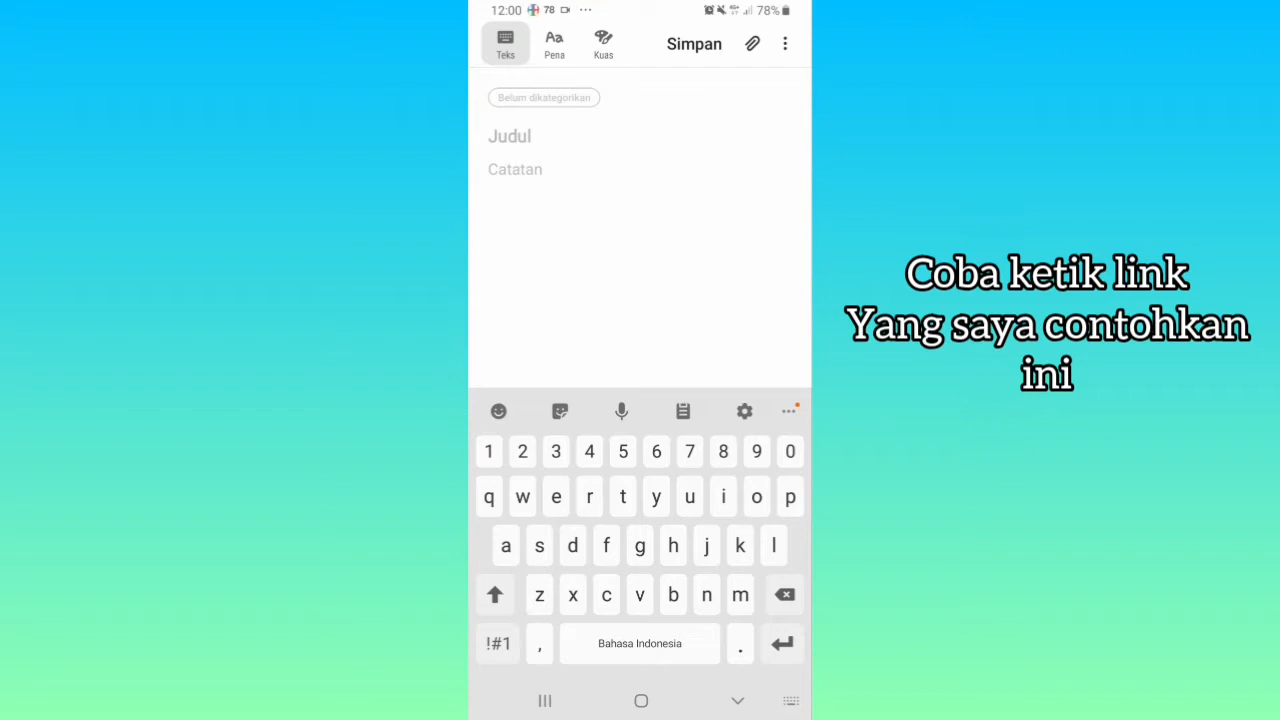 12:00 78 78%
Teks Pena Kuas Simpan
Belum dikategorikan
Judul
Catatan
Coba ketik link
Yang saya contohkan
ini
1 2 3 4 5 6 7 8 9 0
q w e r t y u i o p
a s d f g h j k l
z x c v b n m
!#1 , Bahasa Indonesia .